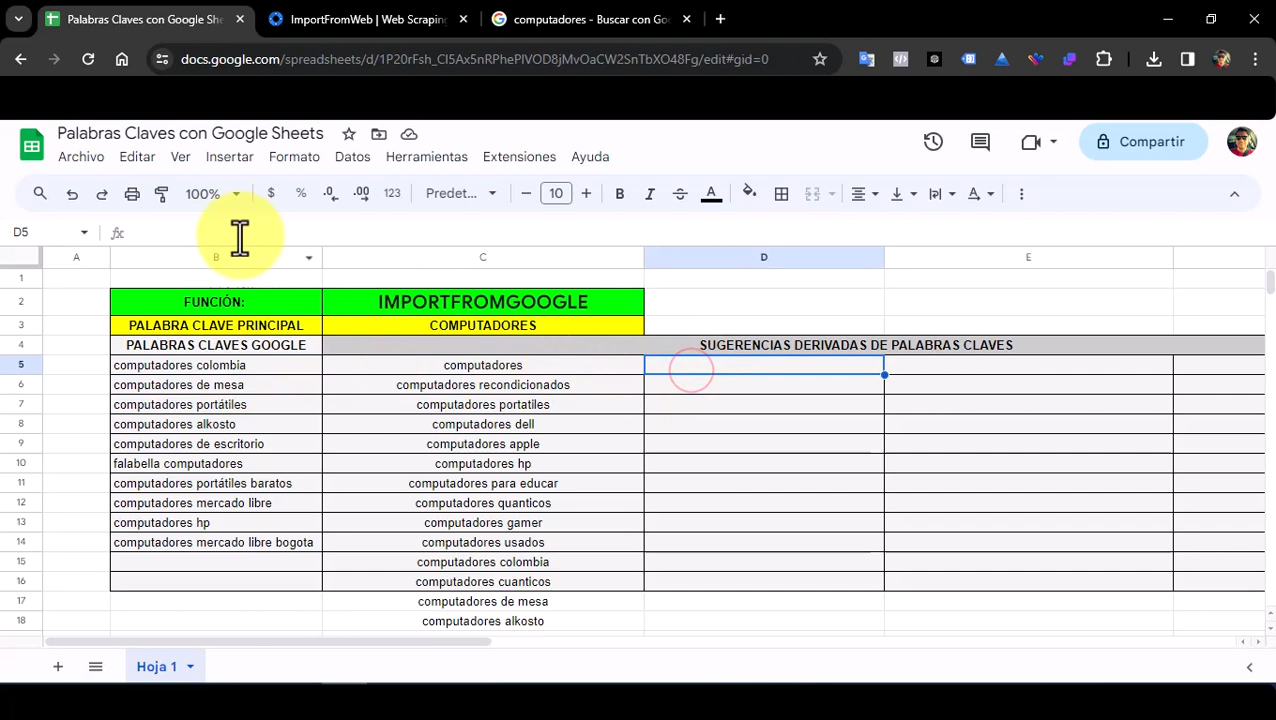 Palabras Claves con Google She
ImportFromWeb | Web Scraping
computadores - Buscar con Goo
docs.google.com/spreadsheets/d/1P20rFsh_CI5Ax5nRPhePIVOD8jMvOaCW2SnTbXO48Fg/edit#gid=0
Palabras Claves con Google Sheets
Archivo Editar Ver Insertar Formato Datos Herramientas Extensiones Ayuda
Compartir
100% $ % .0 .00 123 Predet... − 10 + B I S A
D5 fx
A B C D E
1
2 FUNCIÓN: IMPORTFROMGOOGLE
3 PALABRA CLAVE PRINCIPAL COMPUTADORES
4 PALABRAS CLAVES GOOGLE SUGERENCIAS DERIVADAS DE PALABRAS CLAVES
5 computadores colombia computadores
6 computadores de mesa computadores recondicionados
7 computadores portátiles computadores portatiles
8 computadores alkosto computadores dell
9 computadores de escritorio computadores apple
10 falabella computadores computadores hp
11 computadores portátiles baratos computadores para educar
12 computadores mercado libre computadores quanticos
13 computadores hp computadores gamer
14 computadores mercado libre bogota computadores usados
15 computadores colombia
16 computadores cuanticos
17 computadores de mesa
18 computadores alkosto
Hoja 1